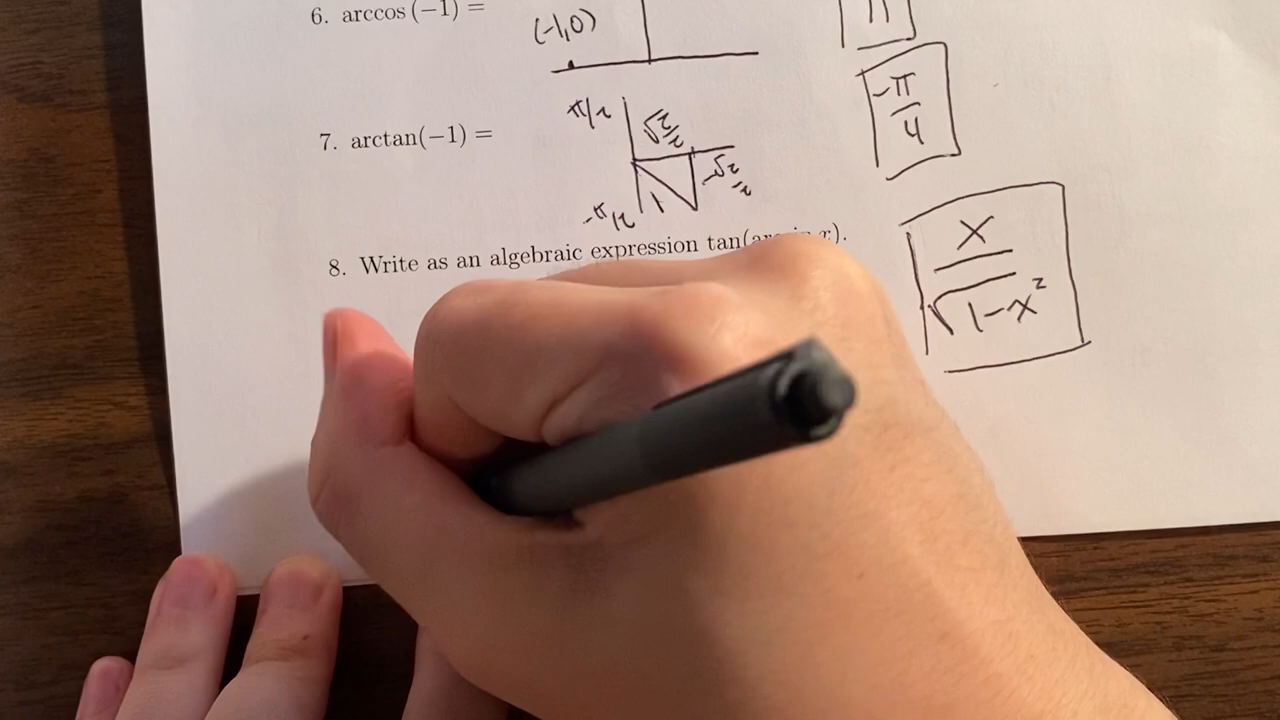 6. arccos (−1) =
(-1,0)
π
7. arctan(−1) =
π/2
√2/2
-√2/2
1
-π/2
-π/4
8. Write as an algebraic expression
x/√1-x²